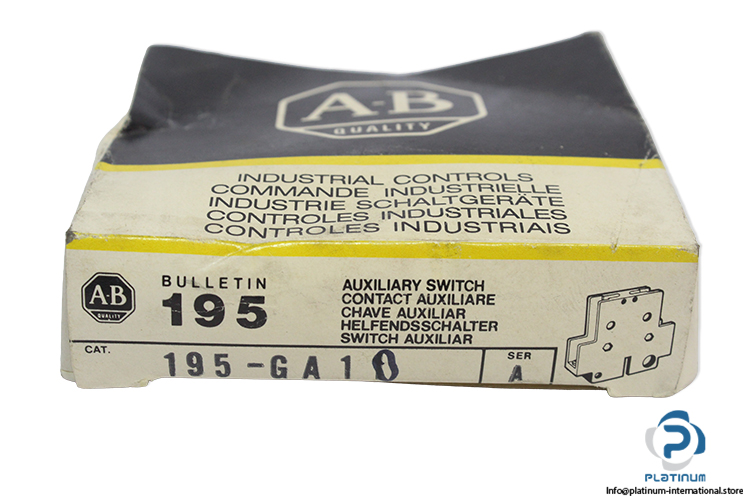 A-B
QUALITY
INDUSTRIAL CONTROLS
COMMANDE INDUSTRIELLE
INDUSTRIE SCHALTGERÄTE
CONTROLES INDUSTRIALES
CONTROLES INDUSTRIAIS
A-B
QUALITY
BULLETIN
195
AUXILIARY SWITCH
CONTACT AUXILIARE
CHAVE AUXILIAR
HELFENDSSCHALTER
SWITCH AUXILIAR
CAT.
195-GA10
SER
A
PLATINUM
Info@platinum-international.store